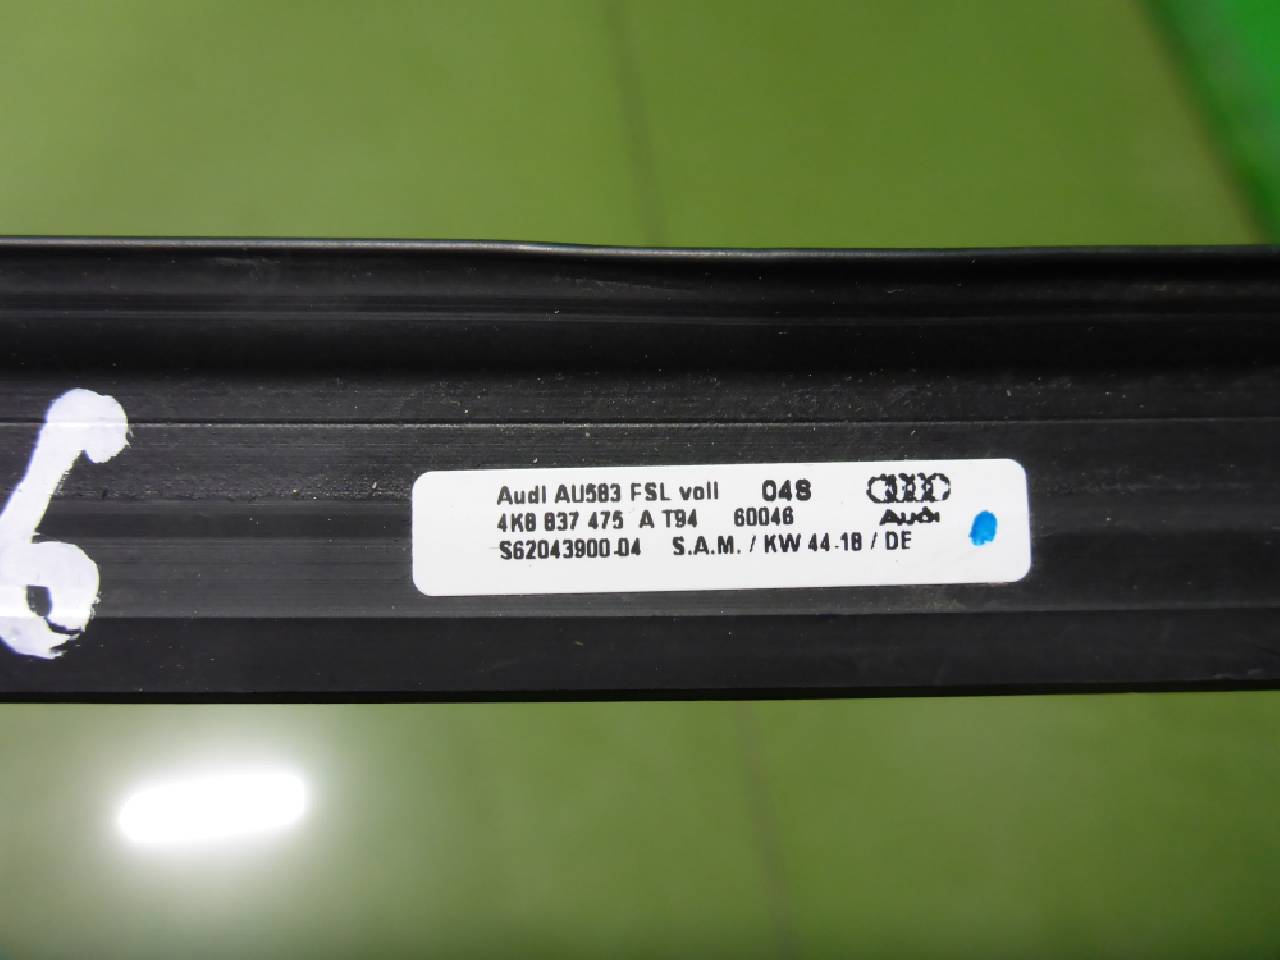 Audi AU583 FSL voll 048
4K8 837 475 A T94 60046 Audi
S62043900-04 S.A.M. / KW 44-18 / DE